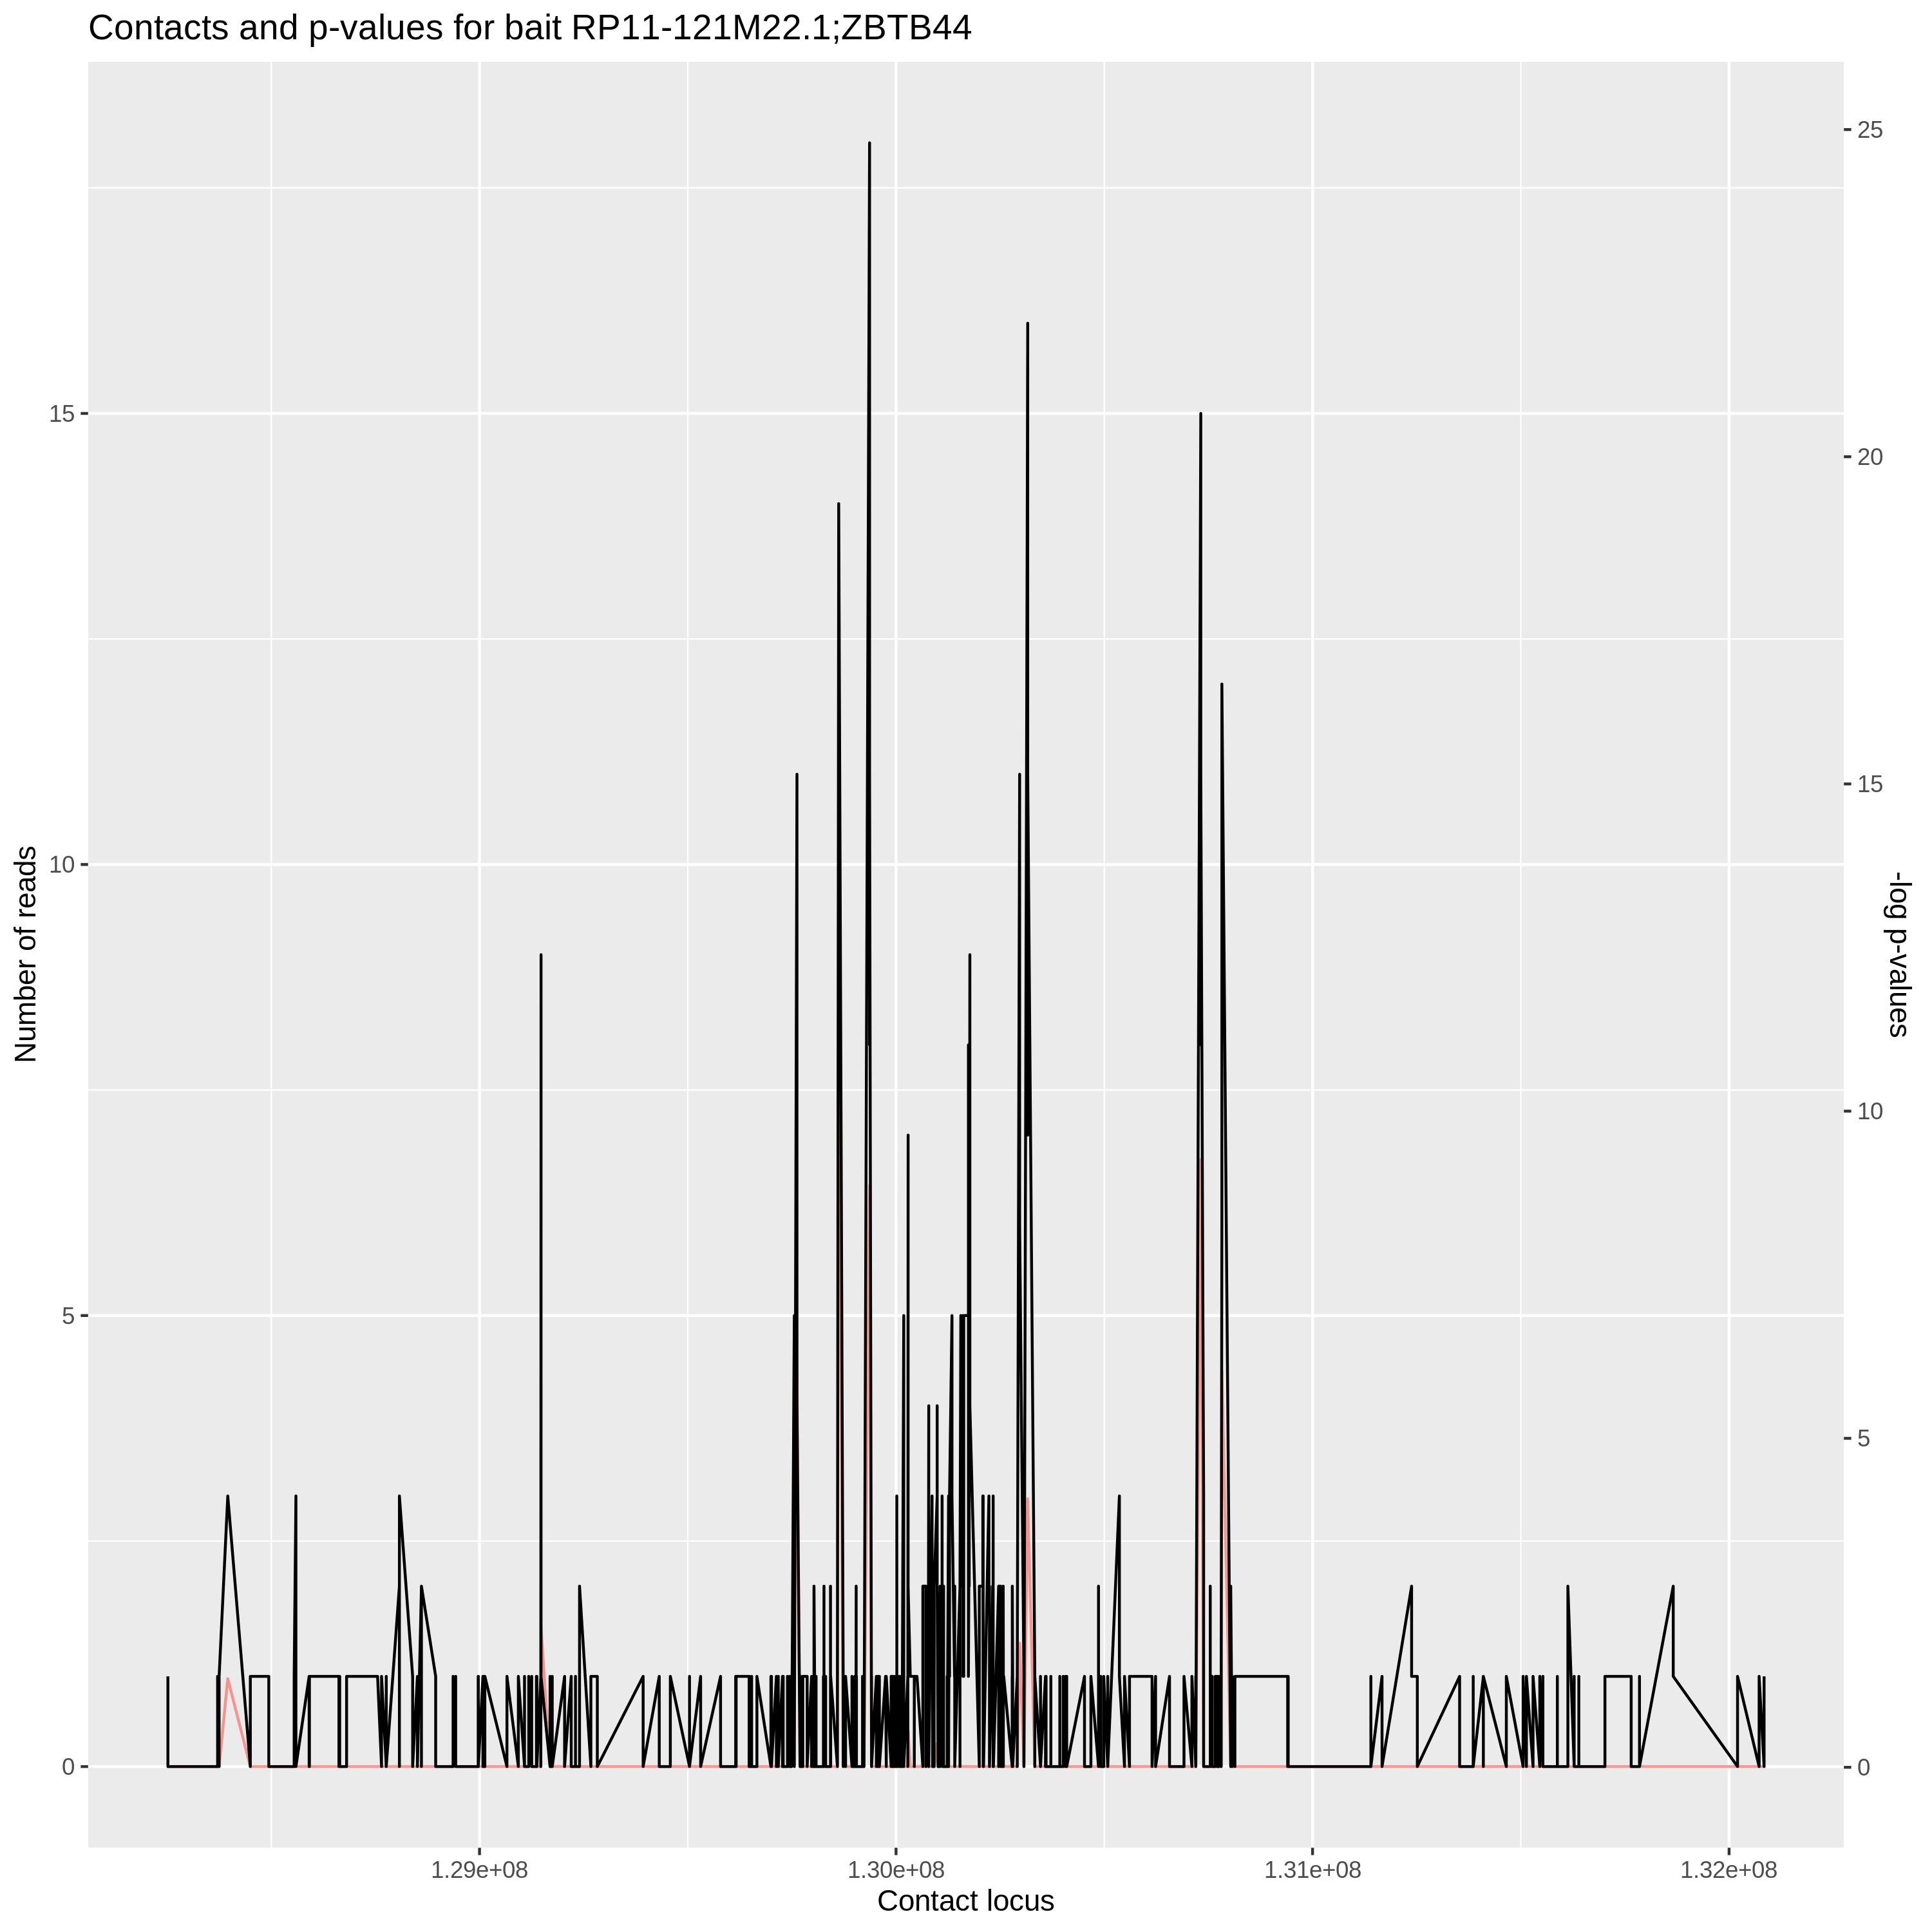 Contacts and p-values for bait RP11-121M22.1;ZBTB44
Number of reads
15
10
5
0
25
20
15
10
5
0
-log p-values
1.29e+08 1.30e+08 1.31e+08 1.32e+08
Contact locus